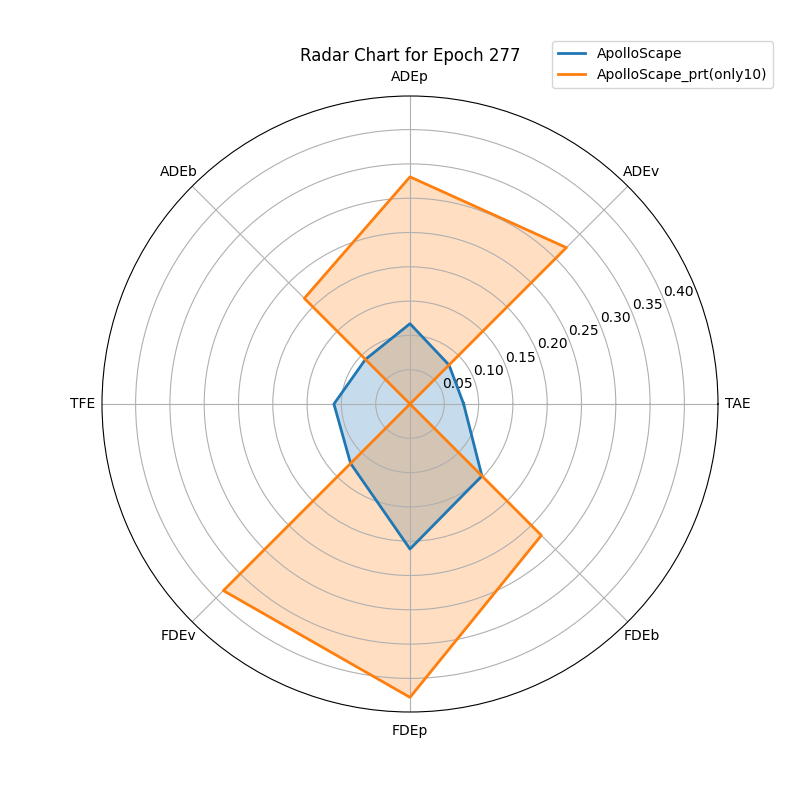 Radar Chart for Epoch 277
ApolloScape
ApolloScape_prt(only10)
ADEp
ADEb
ADEv
0.40
0.35
0.30
0.25
0.20
0.15
0.10
0.05
TFE
TAE
FDEv
FDEb
FDEp